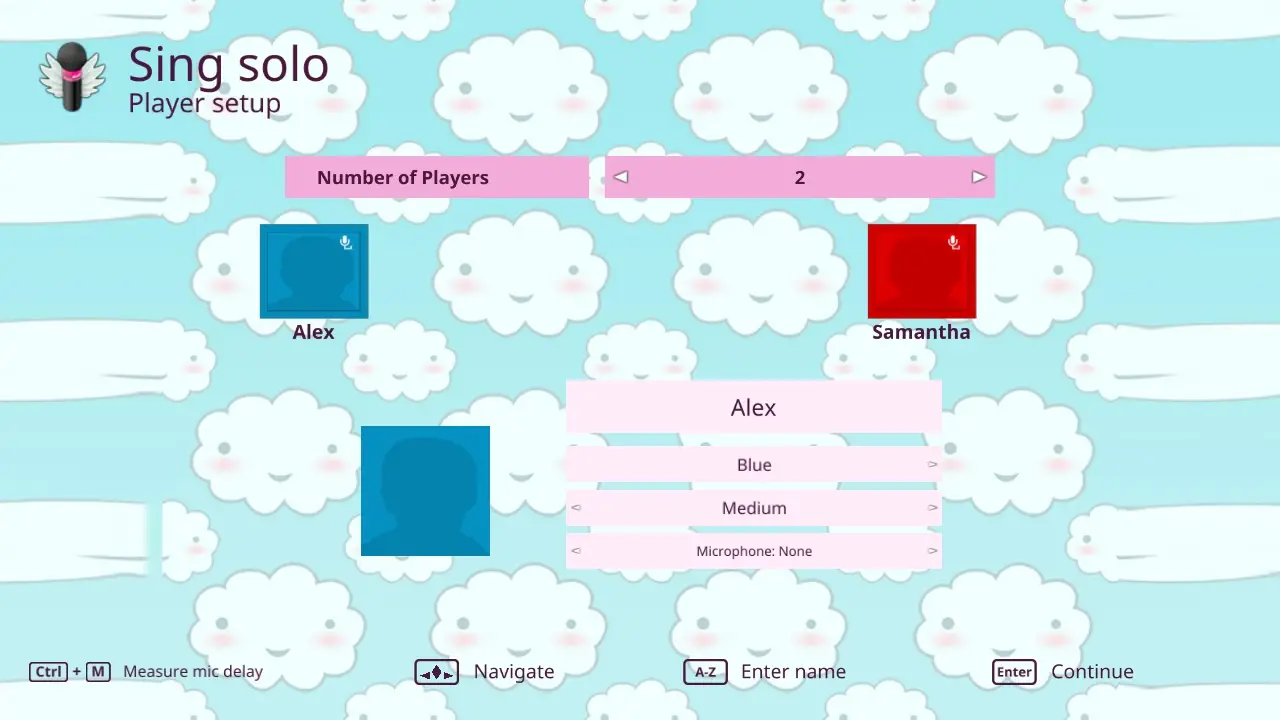 Sing solo
Player setup
Number of Players 2
Alex Samantha
Alex
Blue
Medium
Microphone: None
Ctrl + M Measure mic delay Navigate A-Z Enter name Enter Continue